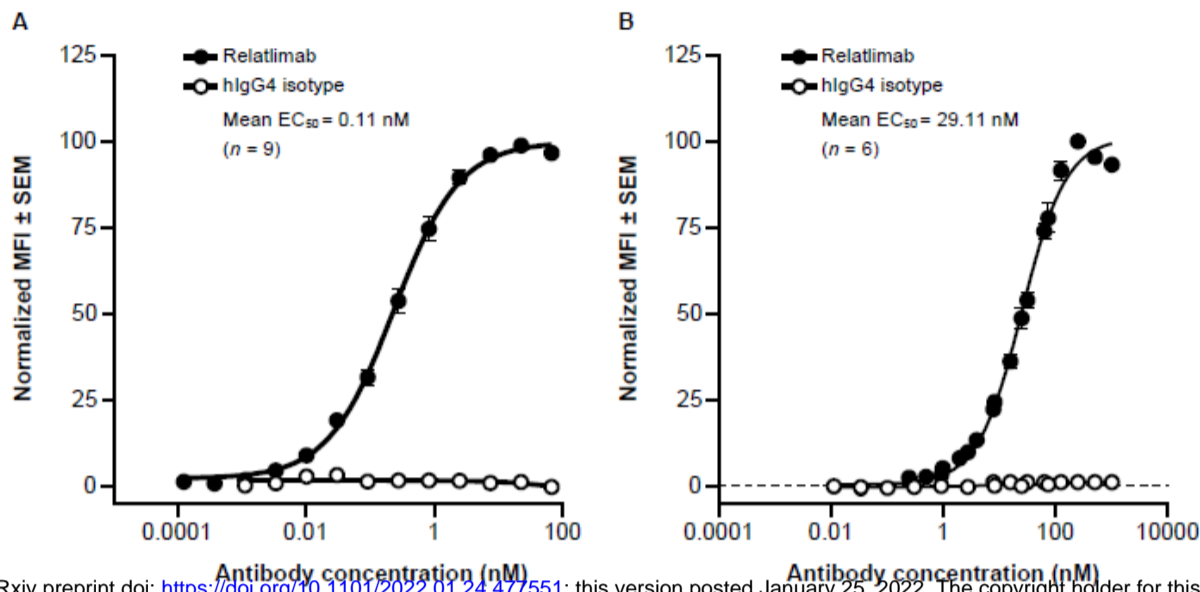 A
Relatlimab
hIgG4 isotype
Mean EC₅₀ = 0.11 nM
(n = 9)
Normalized MFI ± SEM
125
100
75
50
25
0
0.0001
0.01
1
100
Antibody concentration (nM)
B
Relatlimab
hIgG4 isotype
Mean EC₅₀ = 29.11 nM
(n = 6)
Normalized MFI ± SEM
125
100
75
50
25
0
0.0001
0.01
1
100
10000
Antibody concentration (nM)
Rxiv preprint doi: https://doi.org/10.1101/2022.01.24.477551; this version posted January 25, 2022. The copyright holder for this